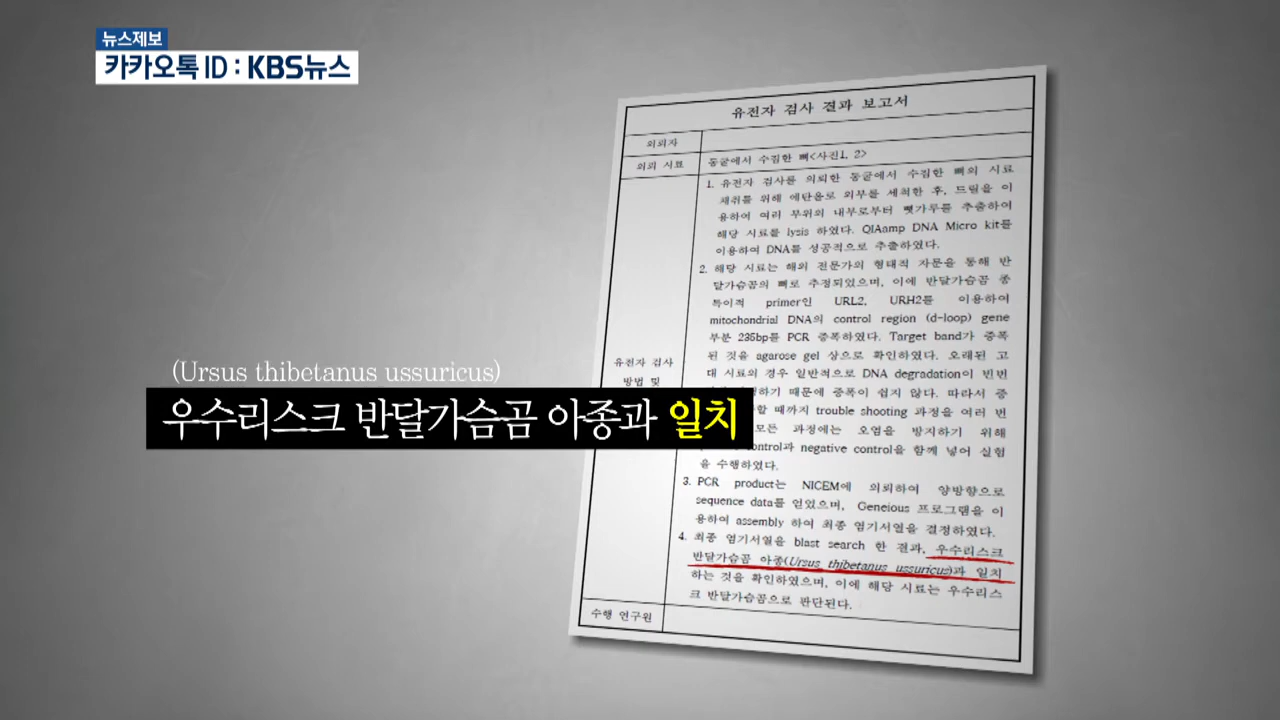 뉴스제보
카카오톡 ID : KBS뉴스
(Ursus thibetanus ussuricus)
우수리스크 반달가슴곰 아종과 일치
유전자 검사 결과 보고서
의뢰자
의뢰 시료
동굴에서 수집한 뼈<사진1, 2>
1. 유전자 검사를 의뢰한 동굴에서 수집한 뼈의 시료
채취를 위해 에탄올로 외부를 세척한 후, 드릴을 이
용하여 여러 부위의 내부로부터 뼛가루를 추출하여
해당 시료를 lysis 하였다. QIAamp DNA Micro kit를
이용하여 DNA를 성공적으로 추출하였다.
2. 해당 시료는 해외 전문가의 형태적 자문을 통해 반
달가슴곰의 뼈로 추정되었으며, 이에 반달가슴곰 종
특이적 primer인 URL2, URH2를 이용하여
mitochondrial DNA의 control region (d-loop) gene
부분 235bp를 PCR 증폭하였다. Target band가 증폭
된 것을 agarose gel 상으로 확인하였다. 오래된 고
대 시료의 경우 일반적으로 DNA degradation이 빈번
하기 때문에 증폭이 쉽지 않다. 따라서 증
할 때까지 trouble shooting 과정을 여러 번
모든 과정에는 오염을 방지하기 위해
control과 negative control을 함께 넣어 실험
을 수행하였다.
유전자 검사
방법 및
3. PCR product는 NICEM에 의뢰하여 양방향으로
sequence data를 얻었으며, Geneious 프로그램을 이
용하여 assembly 하여 최종 염기서열을 결정하였다.
4. 최종 염기서열을 blast search 한 결과, 우수리스크
반달가슴곰 아종(Ursus thibetanus ussuricus)과 일치
하는 것을 확인하였으며, 이에 해당 시료는 우수리스
크 반달가슴곰으로 판단된다.
수행 연구원